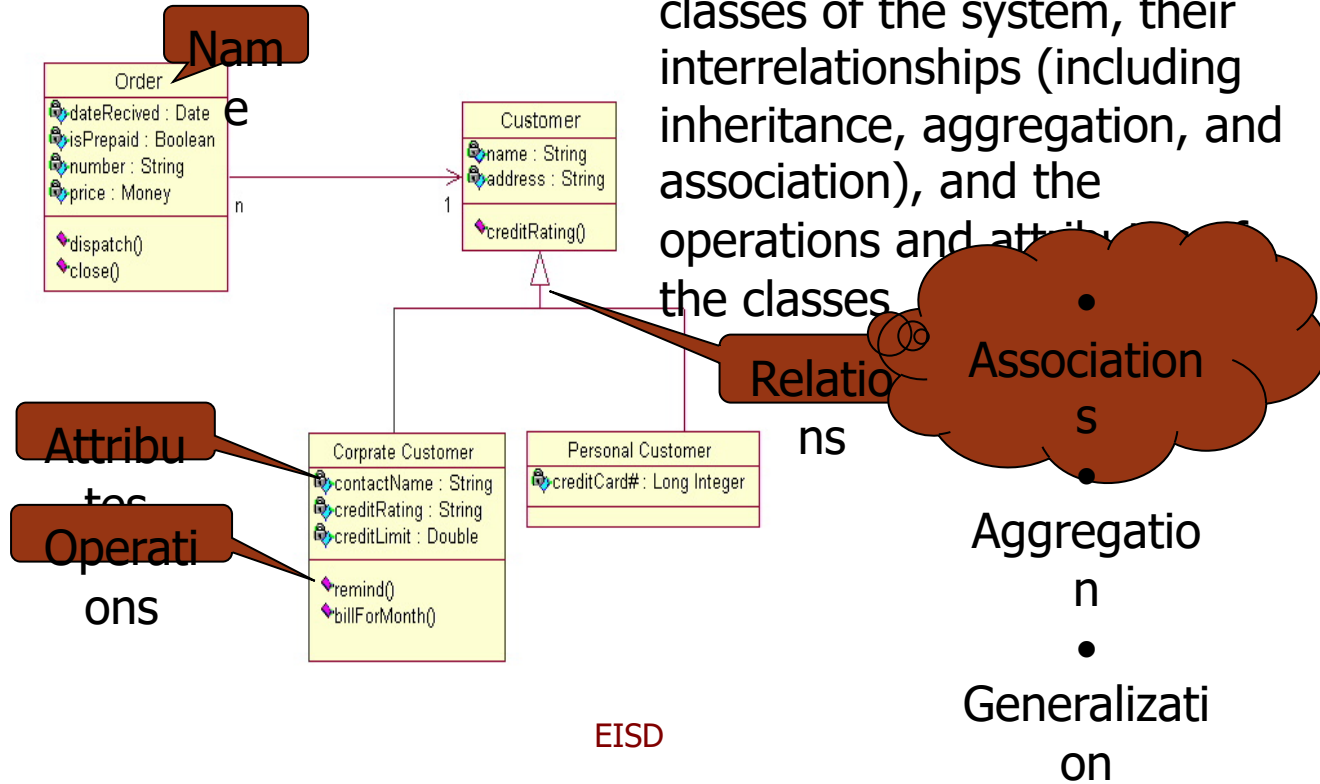 classes of the system, their
interrelationships (including
inheritance, aggregation, and
association), and the
operations and
the classes
Nam
e
Order
dateRecived : Date
isPrepaid : Boolean
number : String
price : Money
dispatch()
close()
n
1
Customer
name : String
address : String
creditRating()
Relatio
ns
•
Association
s
•
Aggregatio
n
•
Generalizati
on
Attribu
tes
Operati
ons
Corprate Customer
contactName : String
creditRating : String
creditLimit : Double
remind()
billForMonth()
Personal Customer
creditCard# : Long Integer
EISD